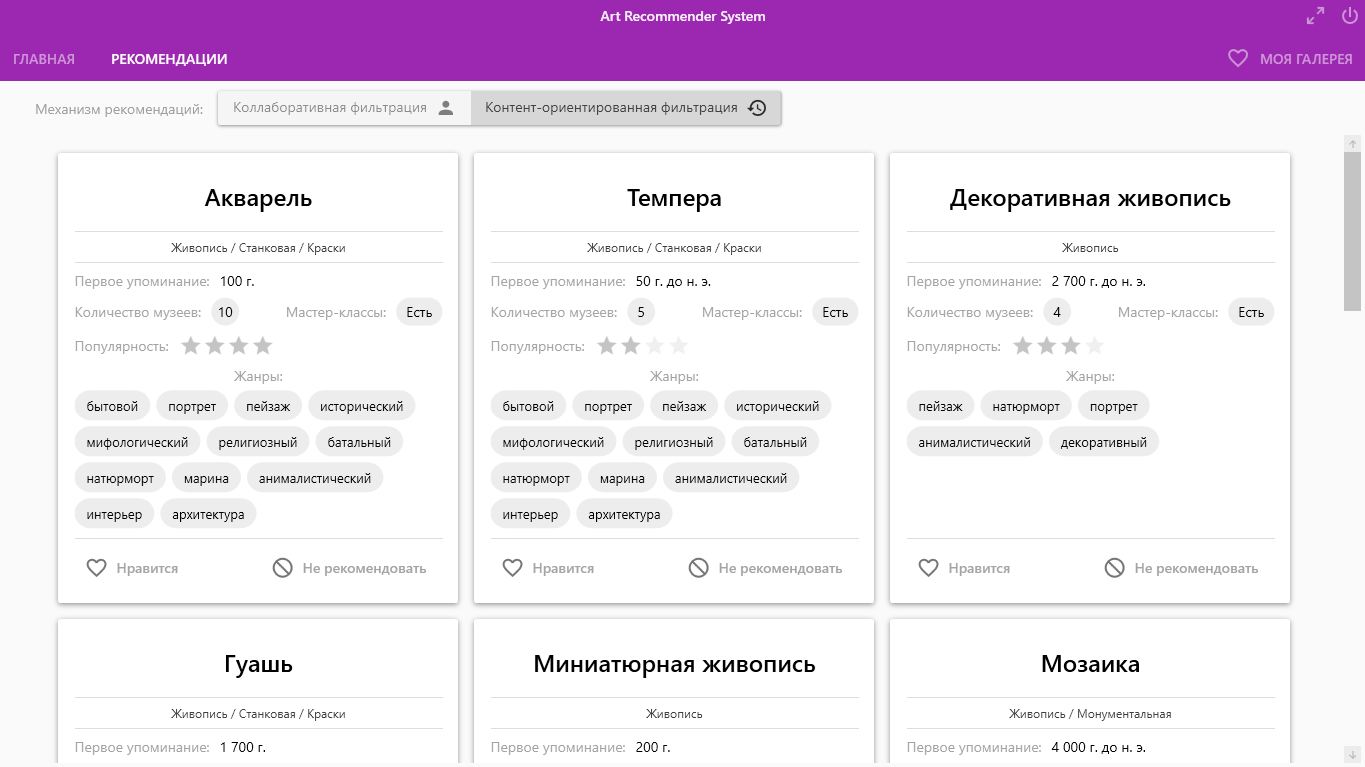 Art Recommender System
ГЛАВНАЯ РЕКОМЕНДАЦИИ МОЯ ГАЛЕРЕЯ
Механизм рекомендаций: Коллаборативная фильтрация Контент-ориентированная фильтрация
Акварель
Живопись / Станковая / Краски
Первое упоминание: 100 г.
Количество музеев: 10 Мастер-классы: Есть
Популярность:
Жанры:
бытовой портрет пейзаж исторический
мифологический религиозный батальный
натюрморт марина анималистический
интерьер архитектура
Нравится Не рекомендовать
Темпера
Живопись / Станковая / Краски
Первое упоминание: 50 г. до н. э.
Количество музеев: 5 Мастер-классы: Есть
Популярность:
Жанры:
бытовой портрет пейзаж исторический
мифологический религиозный батальный
натюрморт марина анималистический
интерьер архитектура
Нравится Не рекомендовать
Декоративная живопись
Живопись
Первое упоминание: 2 700 г. до н. э.
Количество музеев: 4 Мастер-классы: Есть
Популярность:
Жанры:
пейзаж натюрморт портрет
анималистический декоративный
Нравится Не рекомендовать
Гуашь
Живопись / Станковая / Краски
Первое упоминание: 1 700 г.
Миниатюрная живопись
Живопись
Первое упоминание: 200 г.
Мозаика
Живопись / Монументальная
Первое упоминание: 4 000 г. до н. э.